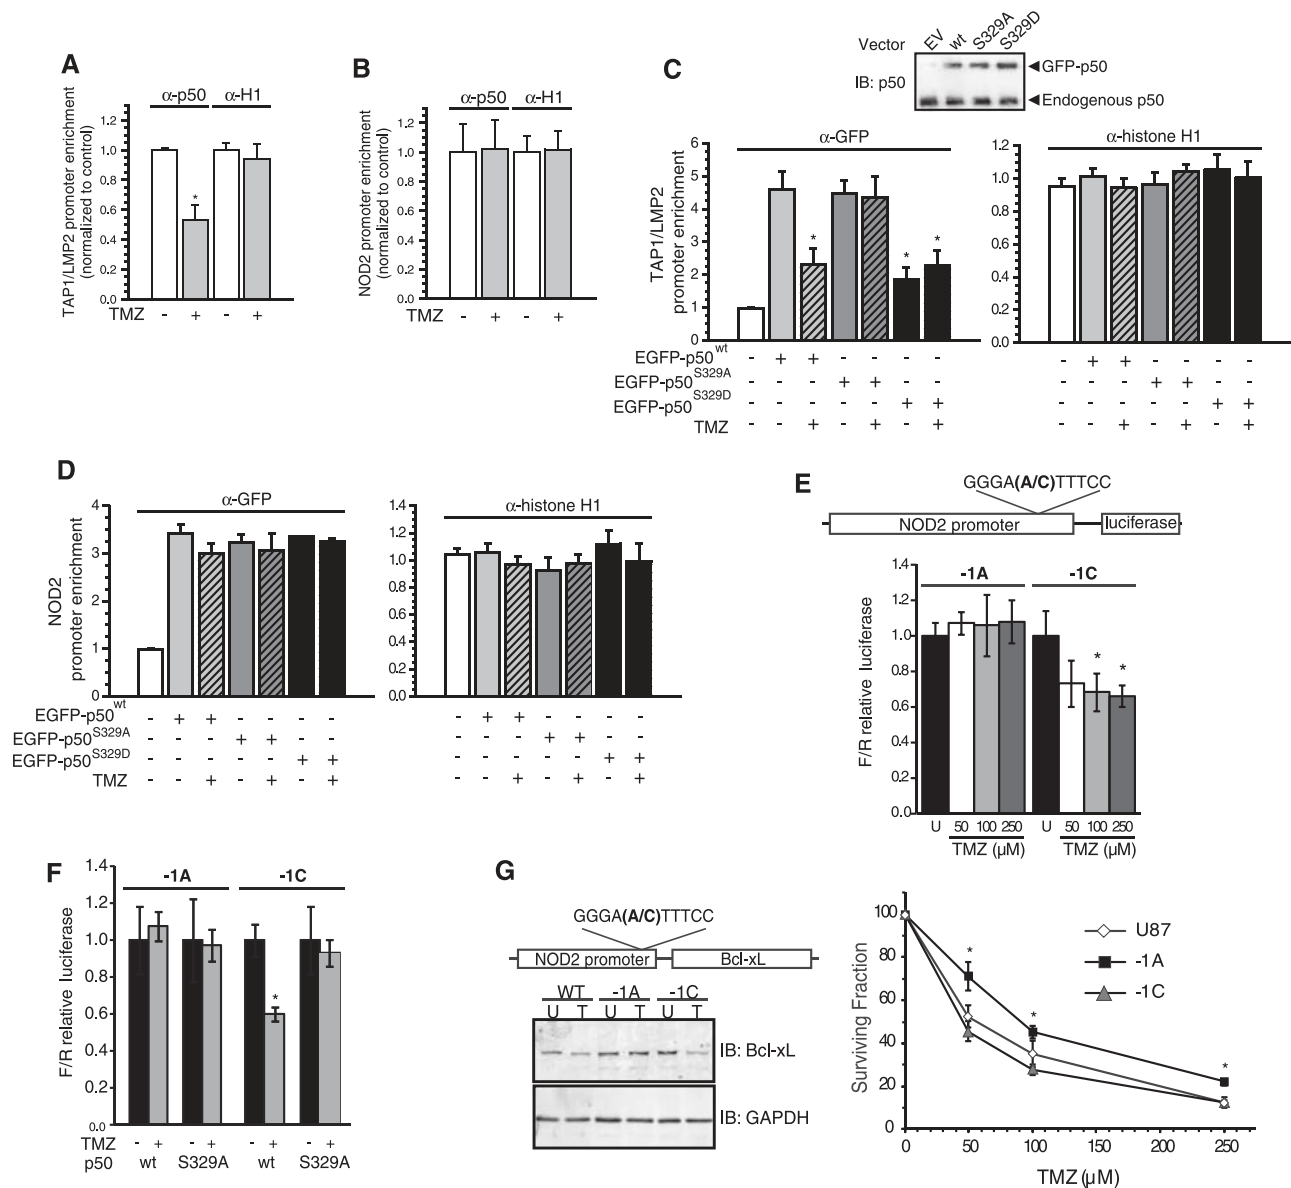 A
α-p50 α-H1
TAP1/LMP2 promoter enrichment
(normalized to control)
1.2
1.0
0.8
0.6
0.4
0.2
0.0
*
TMZ - + - +
B
α-p50 α-H1
NOD2 promoter enrichment
(normalized to control)
1.2
1.0
0.8
0.6
0.4
0.2
0.0
TMZ - + - +
C
Vector EV wt S329A S329D
IB: p50
GFP-p50
Endogenous p50
α-GFP
TAP1/LMP2
promoter enrichment
6
5
4
3
2
1
0
* * *
α-histone H1
1.2
1.0
0.8
0.6
0.4
0.2
0.0
EGFP-p50wt - + + - - - - - + + - - - -
EGFP-p50S329A - - - + + - - - - - + + - -
EGFP-p50S329D - - - - - + + - - - - - + +
TMZ - - + - + - + - - + - + - +
D
α-GFP
NOD2
promoter enrichment
4
3
2
1
0
α-histone H1
1.4
1.2
1.0
0.8
0.6
0.4
0.2
0.0
EGFP-p50wt - + + - - - - - + + - - - -
EGFP-p50S329A - - - + + - - - - - + + - -
EGFP-p50S329D - - - - - + + - - - - - + +
TMZ - - + - + - + - - + - + - +
E
GGGA(A/C)TTTCC
NOD2 promoter luciferase
-1A -1C
F/R relative luciferase
1.4
1.2
1.0
0.8
0.6
0.4
0.2
0.0
* *
U 50 100 250 U 50 100 250
TMZ (µM) TMZ (µM)
F
-1A -1C
F/R relative luciferase
1.4
1.2
1.0
0.8
0.6
0.4
0.2
0.0
*
TMZ - + - + - + - +
p50 wt S329A wt S329A
G
GGGA(A/C)TTTCC
NOD2 promoter Bcl-xL
WT -1A -1C
U T U T U T
IB: Bcl-xL
IB: GAPDH
Surviving Fraction
100
80
60
40
20
0
* * *
U87
-1A
-1C
0 50 100 150 200 250
TMZ (µM)